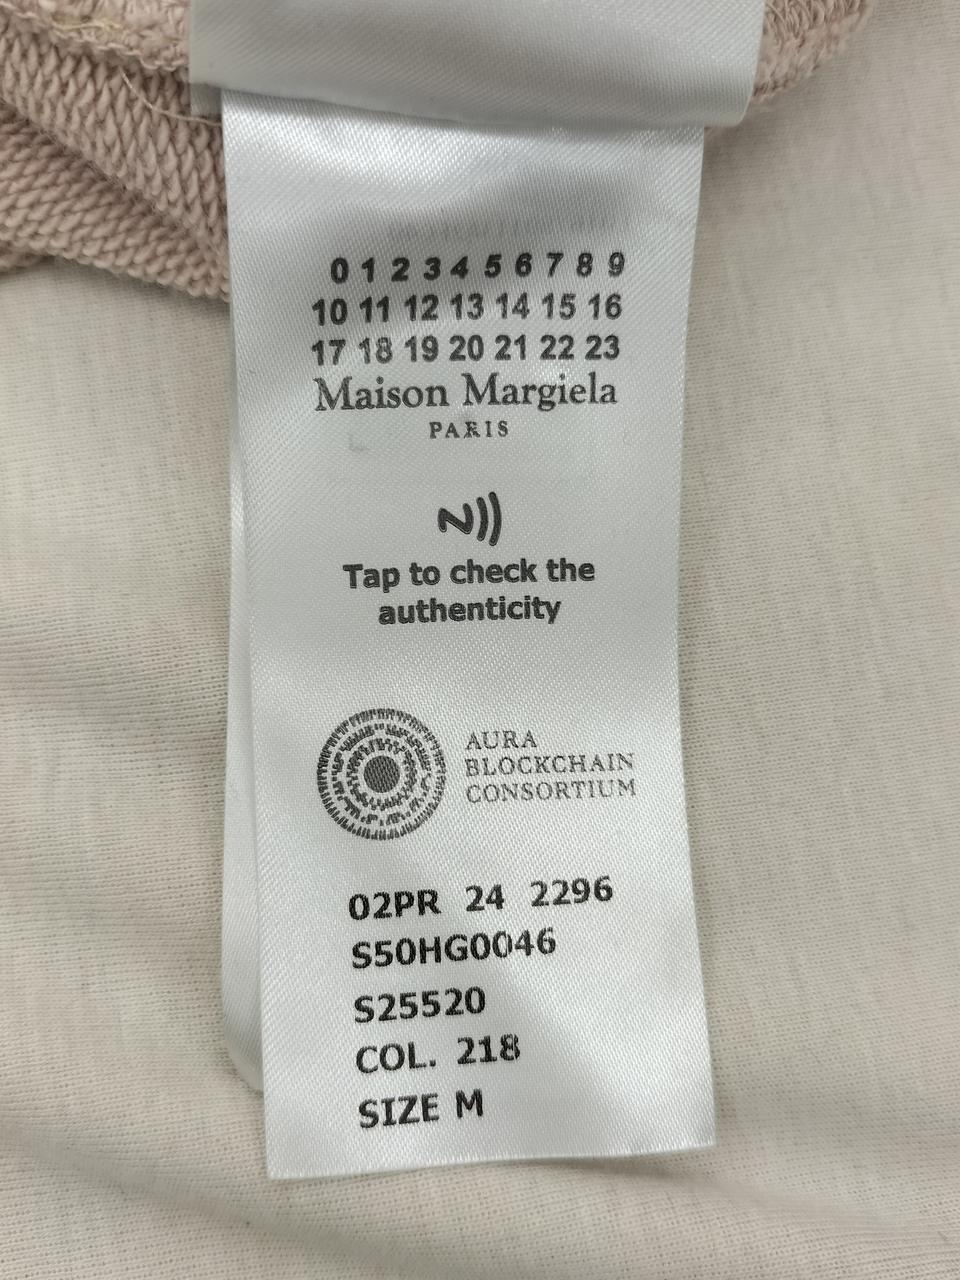 0 1 2 3 4 5 6 7 8 9
10 11 12 13 14 15 16
17 18 19 20 21 22 23
Maison Margiela
PARIS
Tap to check the
authenticity
AURA
BLOCKCHAIN
CONSORTIUM
02PR 24 2296
S50HG0046
S25520
COL. 218
SIZE M